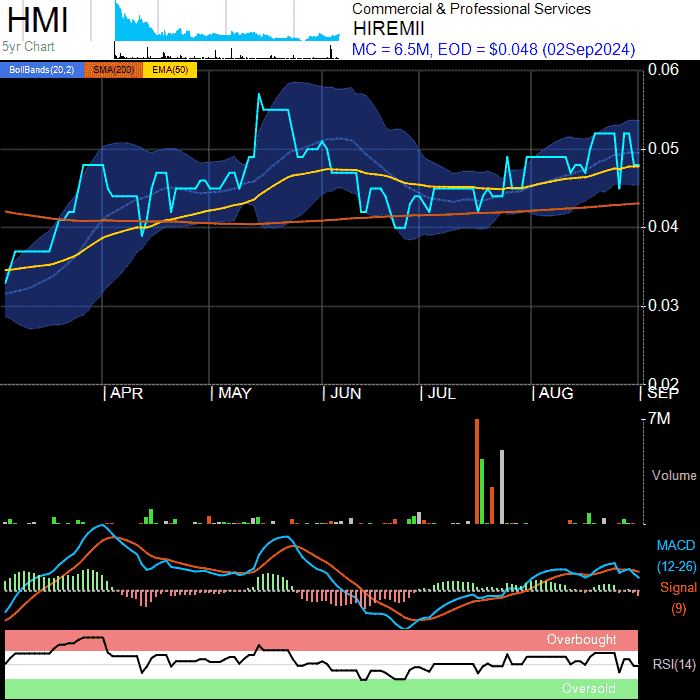 HMI
5yr Chart
Commercial & Professional Services
HIREMII
MC = 6.5M, EOD = $0.048 (02Sep2024)
BollBands(20,2) SMA(200) EMA(50)
0.06
0.05
0.04
0.03
0.02
APR MAY JUN JUL AUG SEP
7M
Volume
MACD
(12-26)
Signal
(9)
Overbought
RSI(14)
Oversold